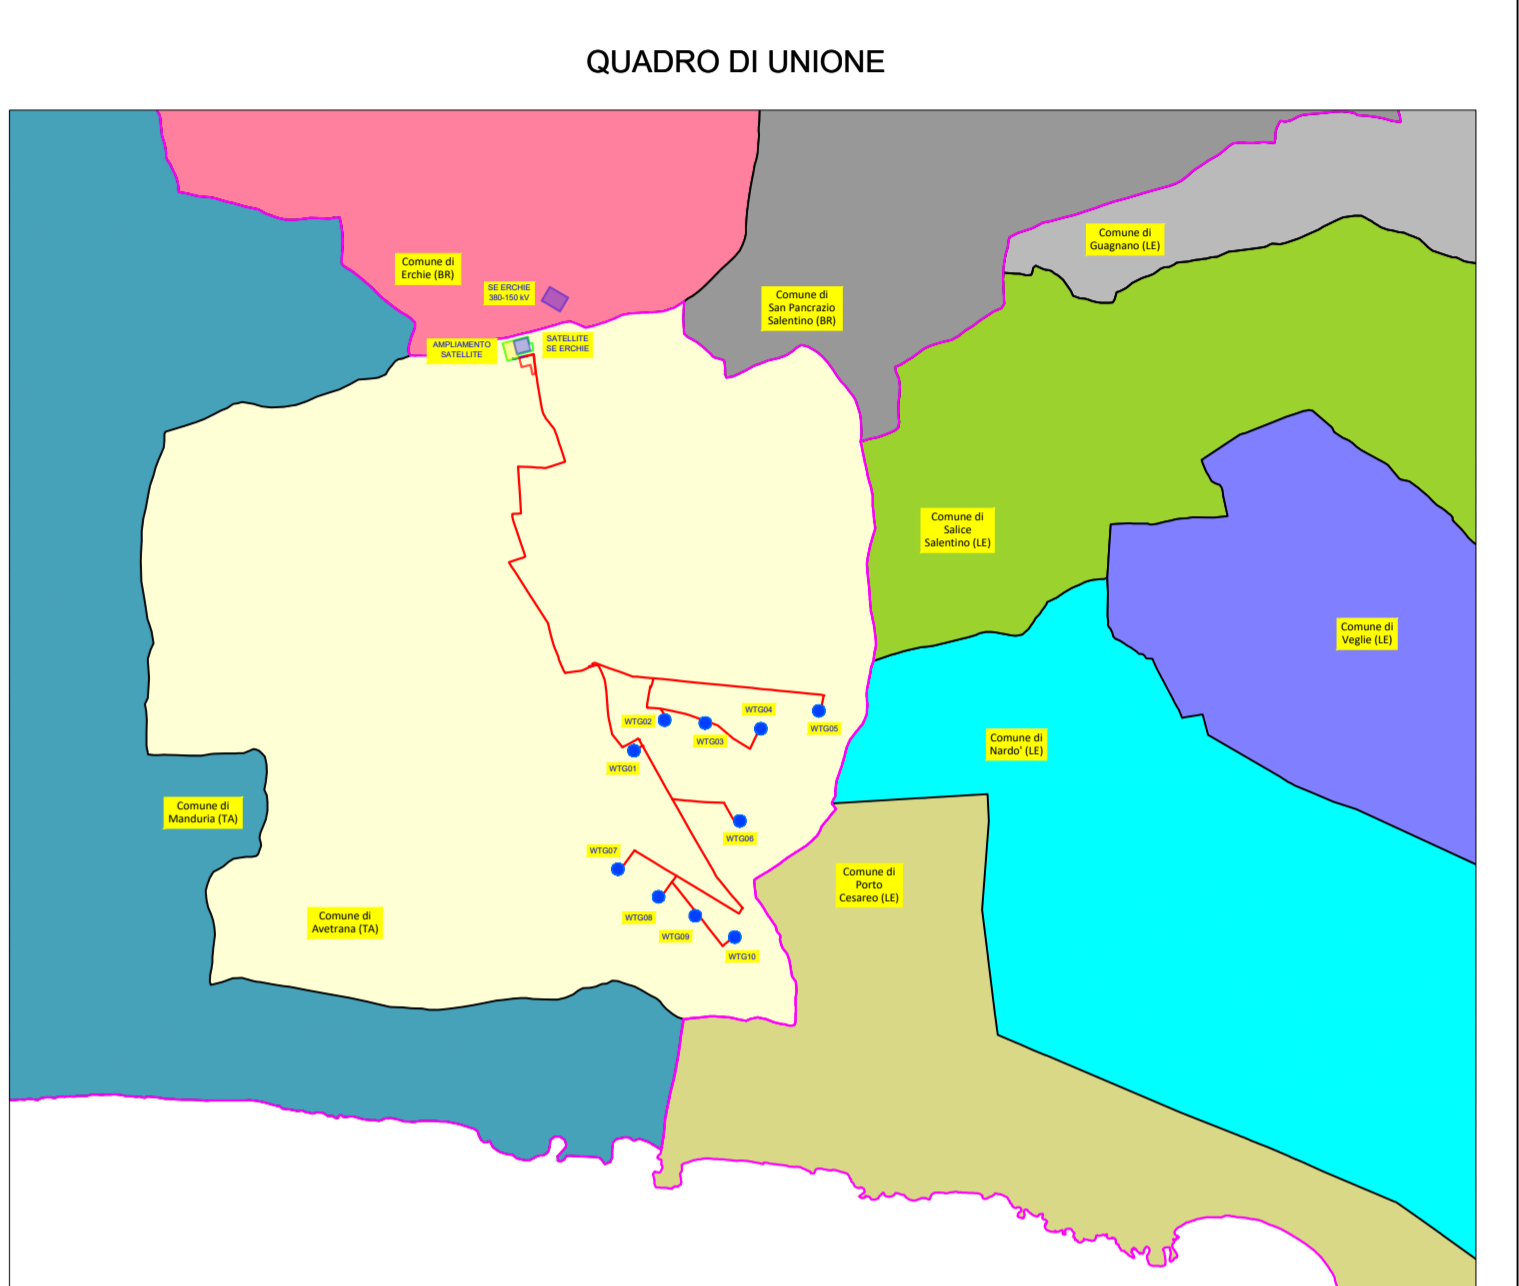 QUADRO DI UNIONE
Comune di
Guagnano (LE)
Comune di
Erchie (BR)
SE ERCHIE
380-150 kV
Comune di
San Pancrazio
Salentino (BR)
AMPLIAMENTO
SATELLITE
SATELLITE
SE ERCHIE
Comune di
Salice
Salentino (LE)
Comune di
Veglie (LE)
WTG02
WTG03
WTG04
WTG05
Comune di
Nardo' (LE)
WTG01
Comune di
Manduria (TA)
WTG06
WTG07
Comune di
Porto
Cesareo (LE)
Comune di
Avetrana (TA)
WTG08
WTG09
WTG10